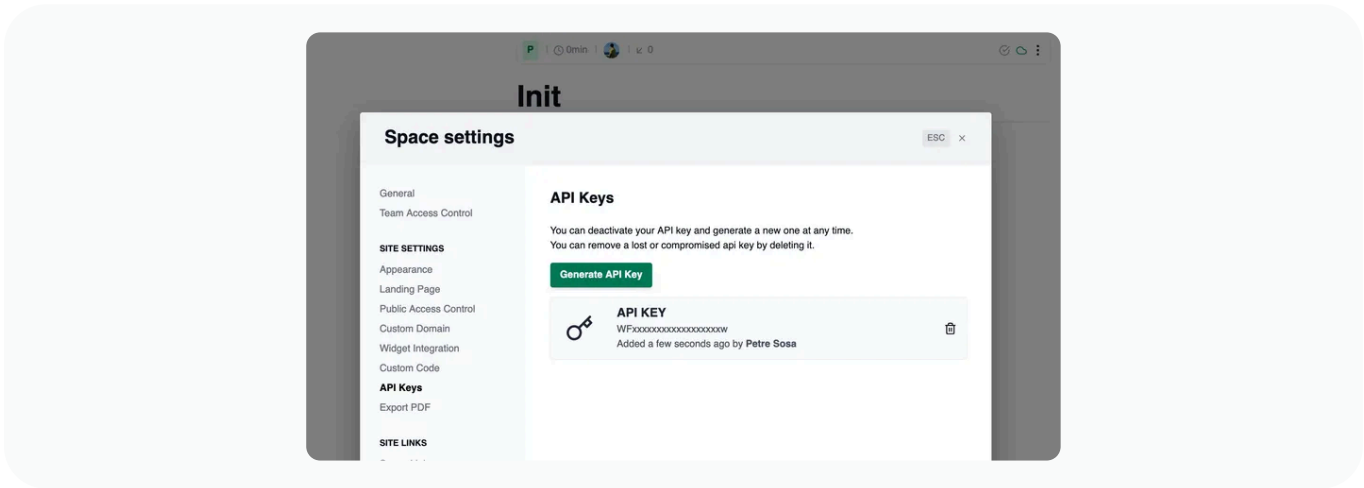 P | 0min | | 0
Init
Space settings
ESC ×
General
Team Access Control
SITE SETTINGS
Appearance
Landing Page
Public Access Control
Custom Domain
Widget Integration
Custom Code
API Keys
Export PDF
SITE LINKS
API Keys
You can deactivate your API key and generate a new one at any time.
You can remove a lost or compromised api key by deleting it.
Generate API Key
API KEY
WFxxxxxxxxxxxxxxxxxxw
Added a few seconds ago by Petre Sosa